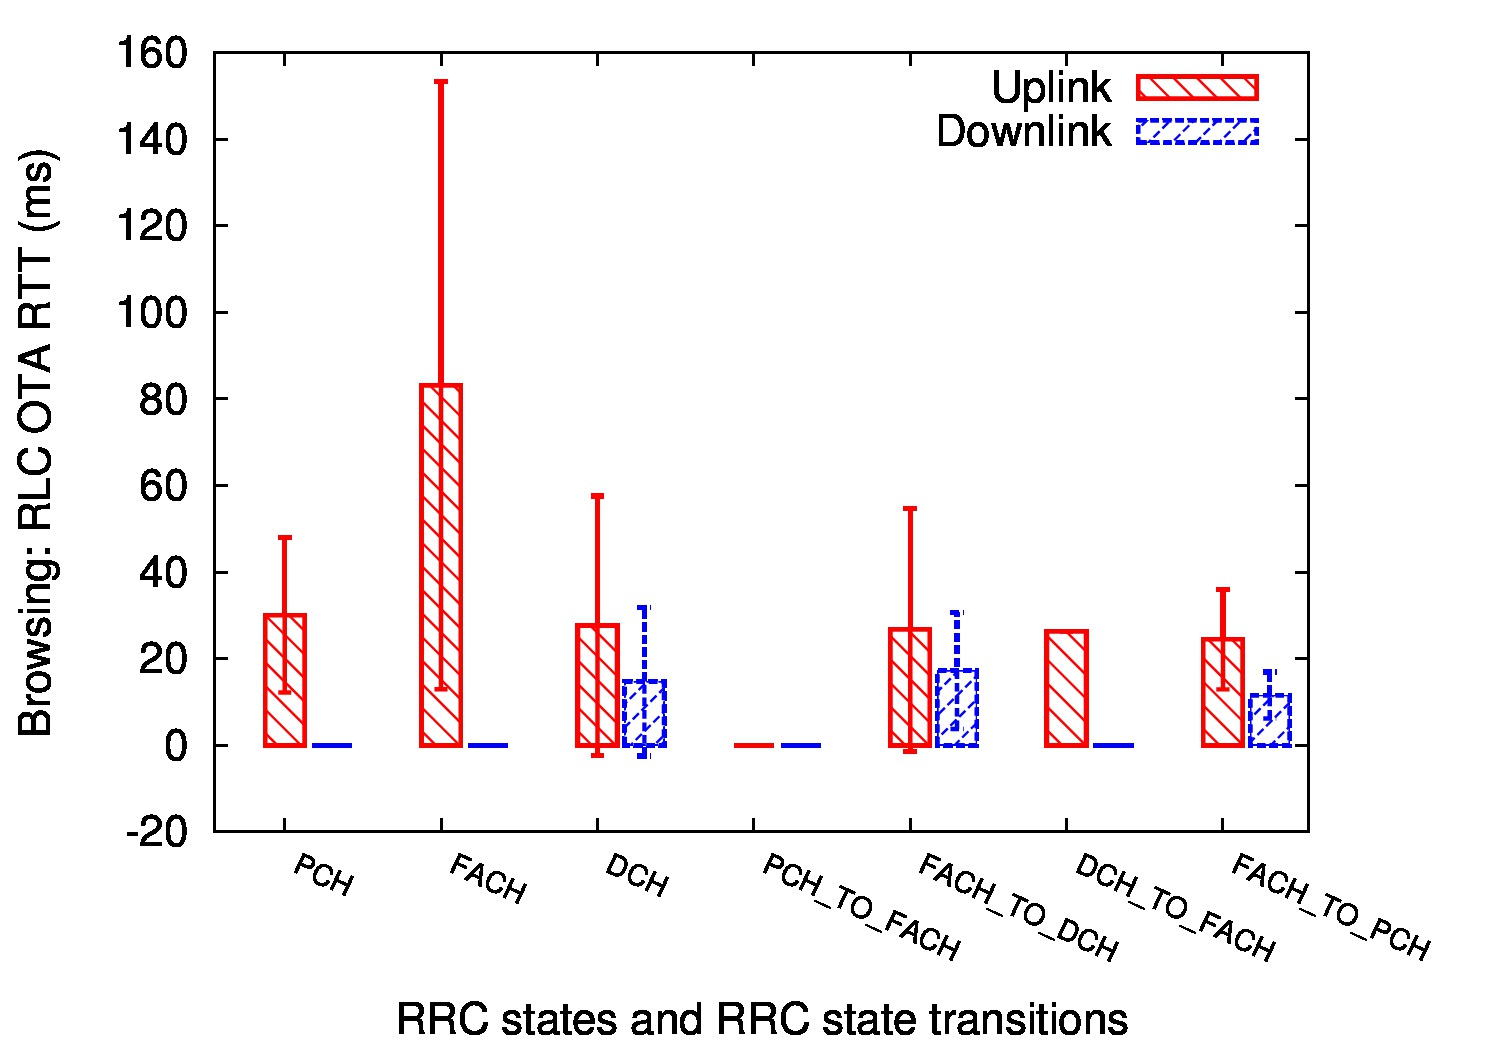 160
140
120
100
80
60
40
20
0
-20
Browsing: RLC OTA RTT (ms)
Uplink
Downlink
PCH
FACH
DCH
PCH_TO_FACH
FACH_TO_DCH
DCH_TO_FACH
FACH_TO_PCH
RRC states and RRC state transitions